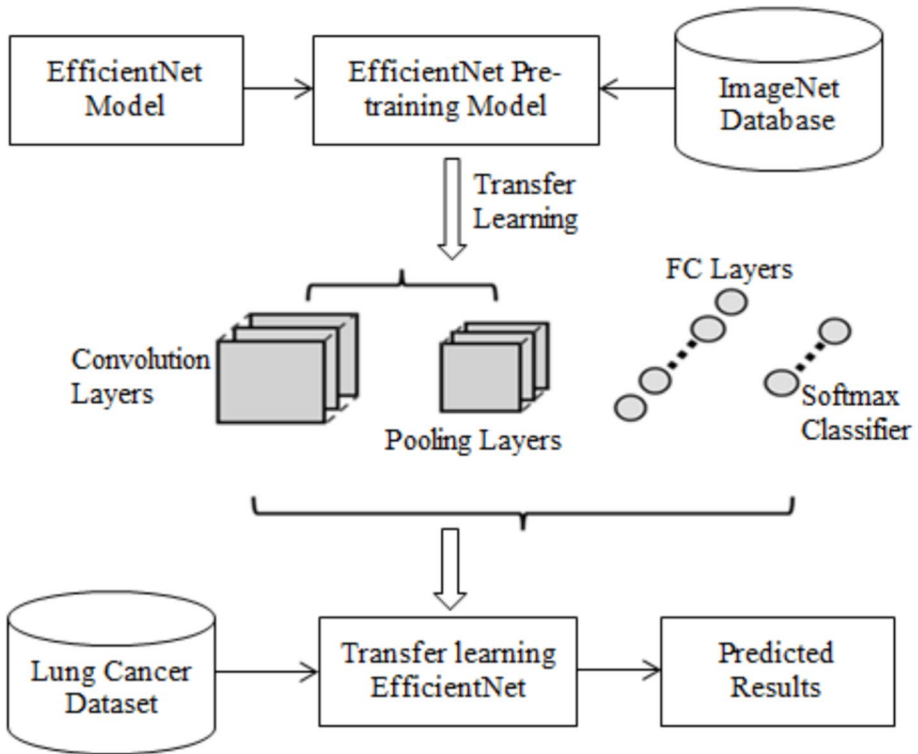 EfficientNet
Model
EfficientNet Pre-
training Model
ImageNet
Database
Transfer
Learning
FC Layers
Convolution
Layers
Pooling Layers
Softmax
Classifier
Lung Cancer
Dataset
Transfer learning
EfficientNet
Predicted
Results